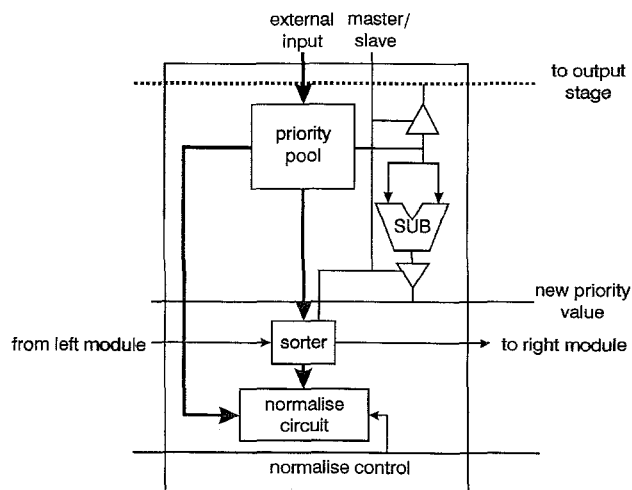 external input
master/ slave
to output stage
priority pool
SUB
new priority value
from left module
sorter
to right module
normalise circuit
normalise control